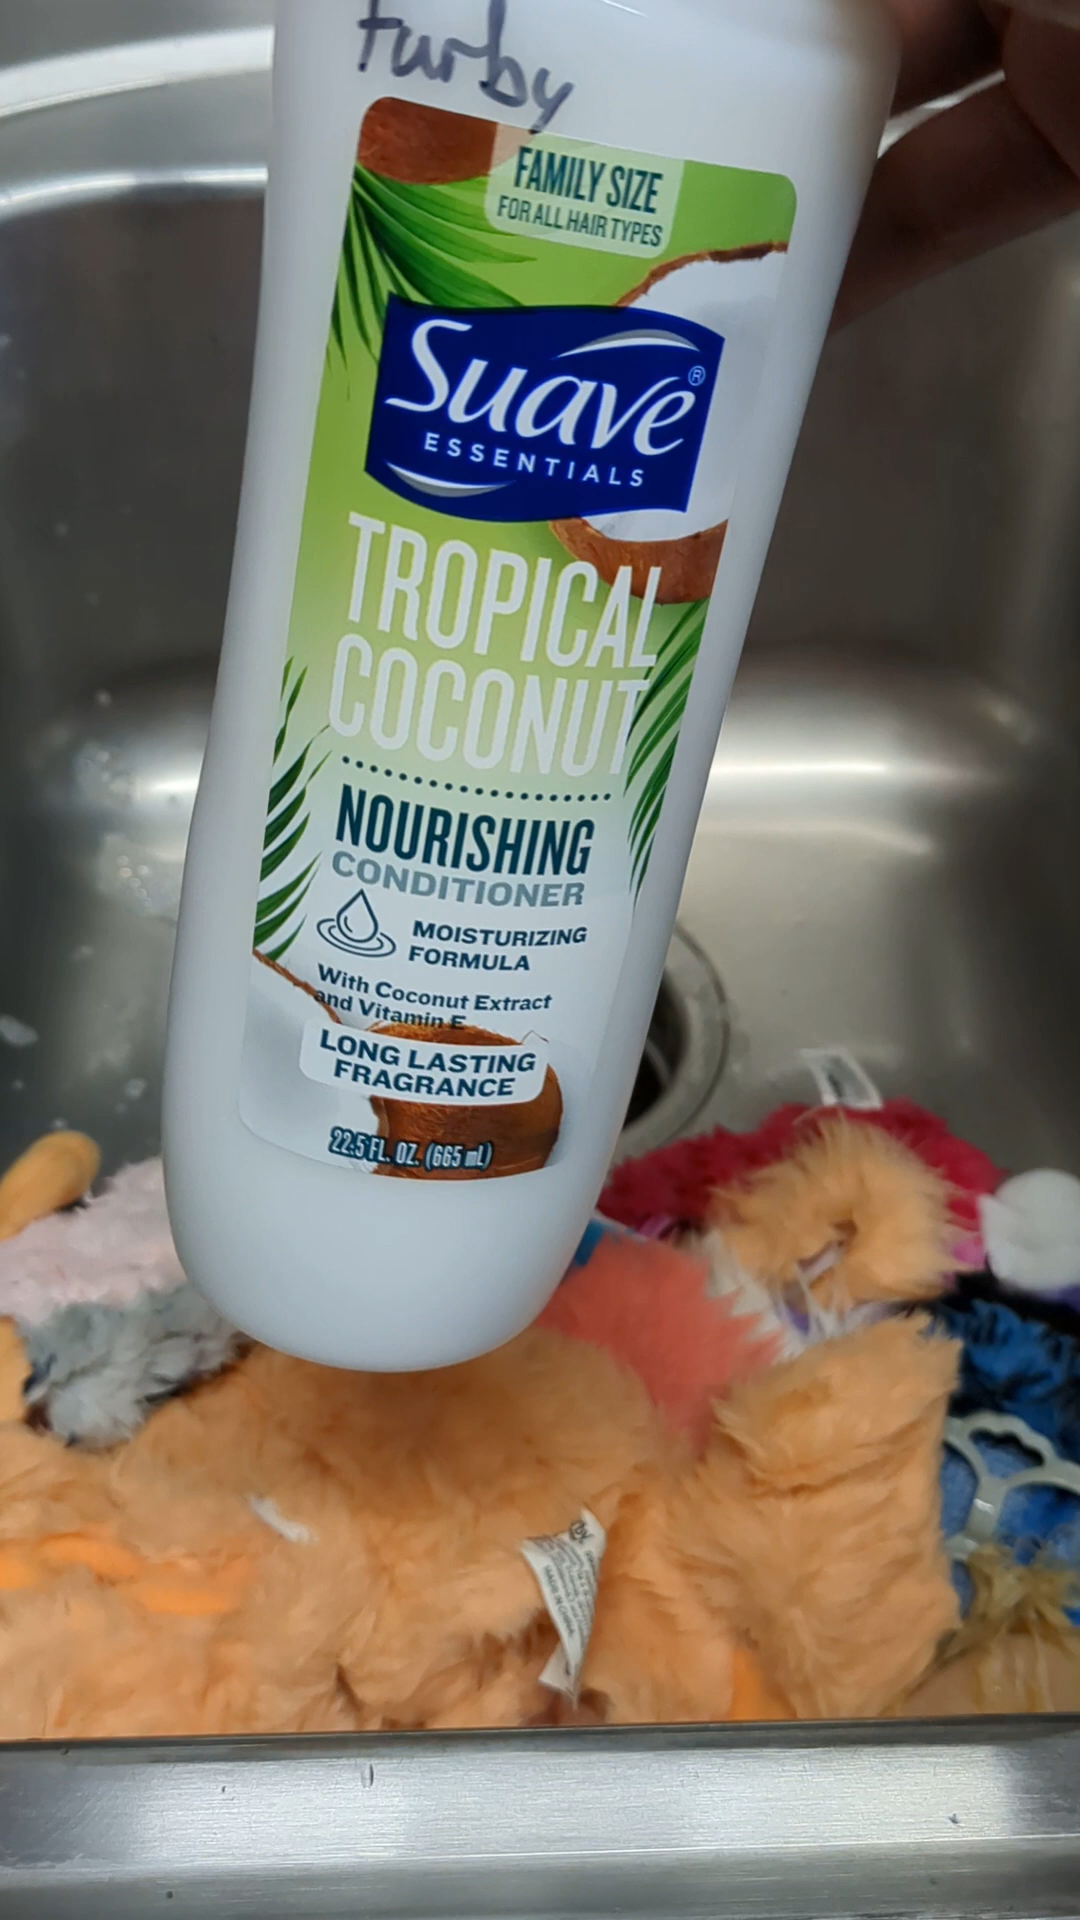 furby
FAMILY SIZE
FOR ALL HAIR TYPES
Suave®
ESSENTIALS
TROPICAL
COCONUT
NOURISHING
CONDITIONER
MOISTURIZING
FORMULA
With Coconut Extract
and Vitamin E
LONG LASTING
FRAGRANCE
22.5 FL. OZ. (665 mL)